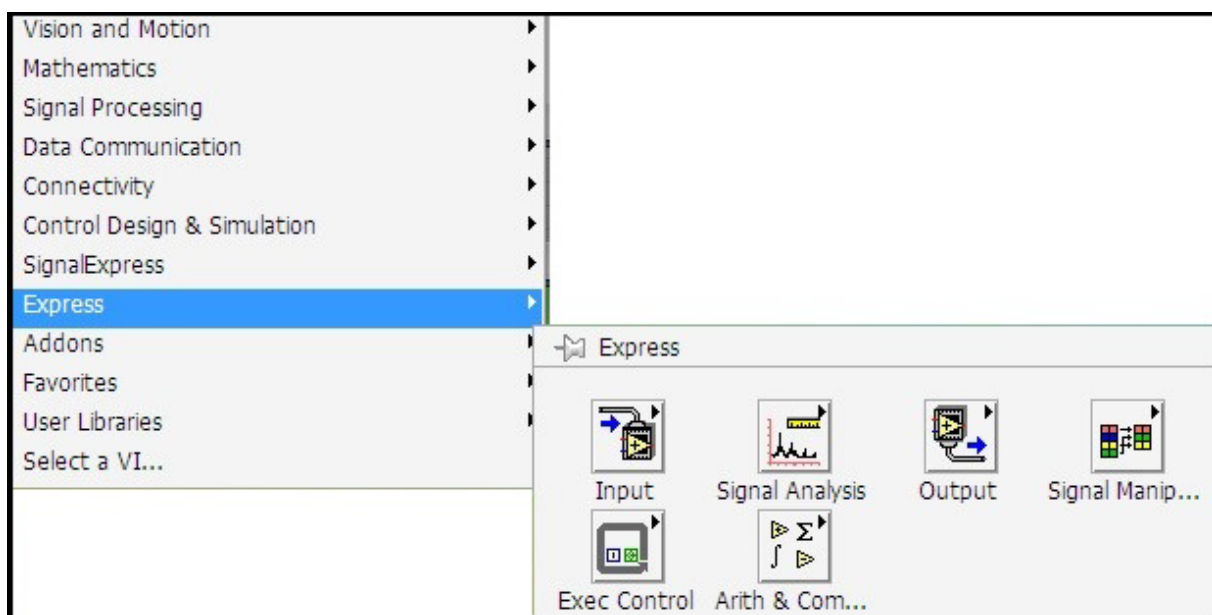 Vision and Motion
Mathematics
Signal Processing
Data Communication
Connectivity
Control Design & Simulation
SignalExpress
Express
Addons
Favorites
User Libraries
Select a VI...
Express
Input Signal Analysis Output Signal Manip...
Exec Control Arith & Com...